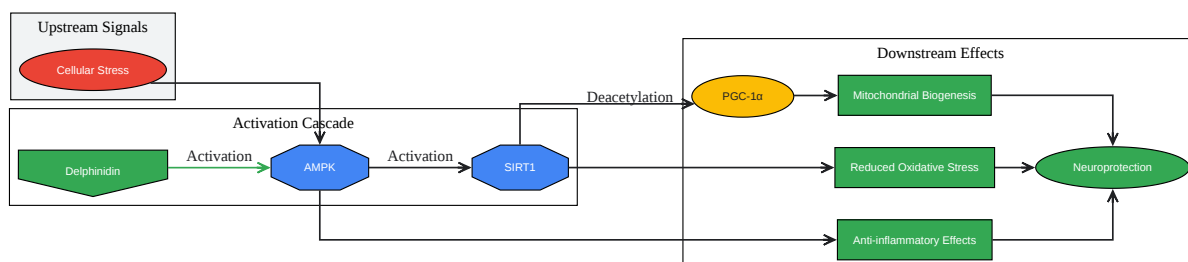 Upstream Signals
Cellular Stress
Downstream Effects
Deacetylation
PGC-1α
Mitochondrial Biogenesis
Activation Cascade
Delphinidin
Activation
AMPK
Activation
SIRT1
Reduced Oxidative Stress
Neuroprotection
Anti-inflammatory Effects